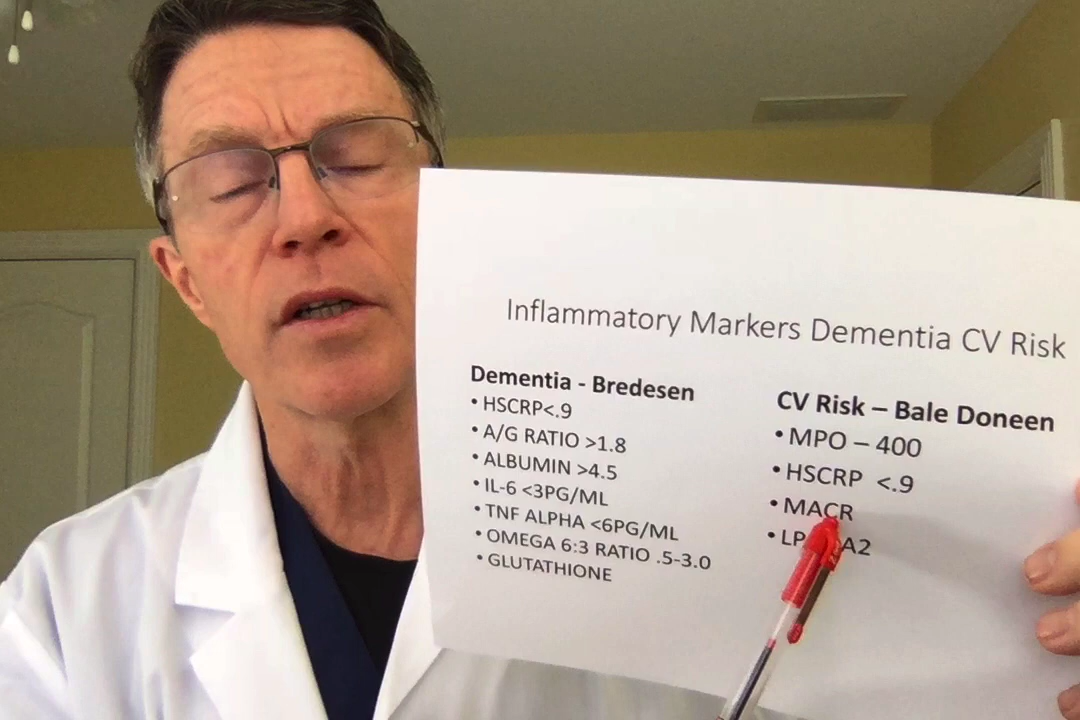 Inflammatory Markers Dementia CV Risk
Dementia - Bredesen
• HSCRP<.9
• A/G RATIO >1.8
• ALBUMIN >4.5
• IL-6 <3PG/ML
• TNF ALPHA <6PG/ML
• OMEGA 6:3 RATIO .5-3.0
• GLUTATHIONE
CV Risk – Bale Doneen
• MPO – 400
• HSCRP <.9
• MACR